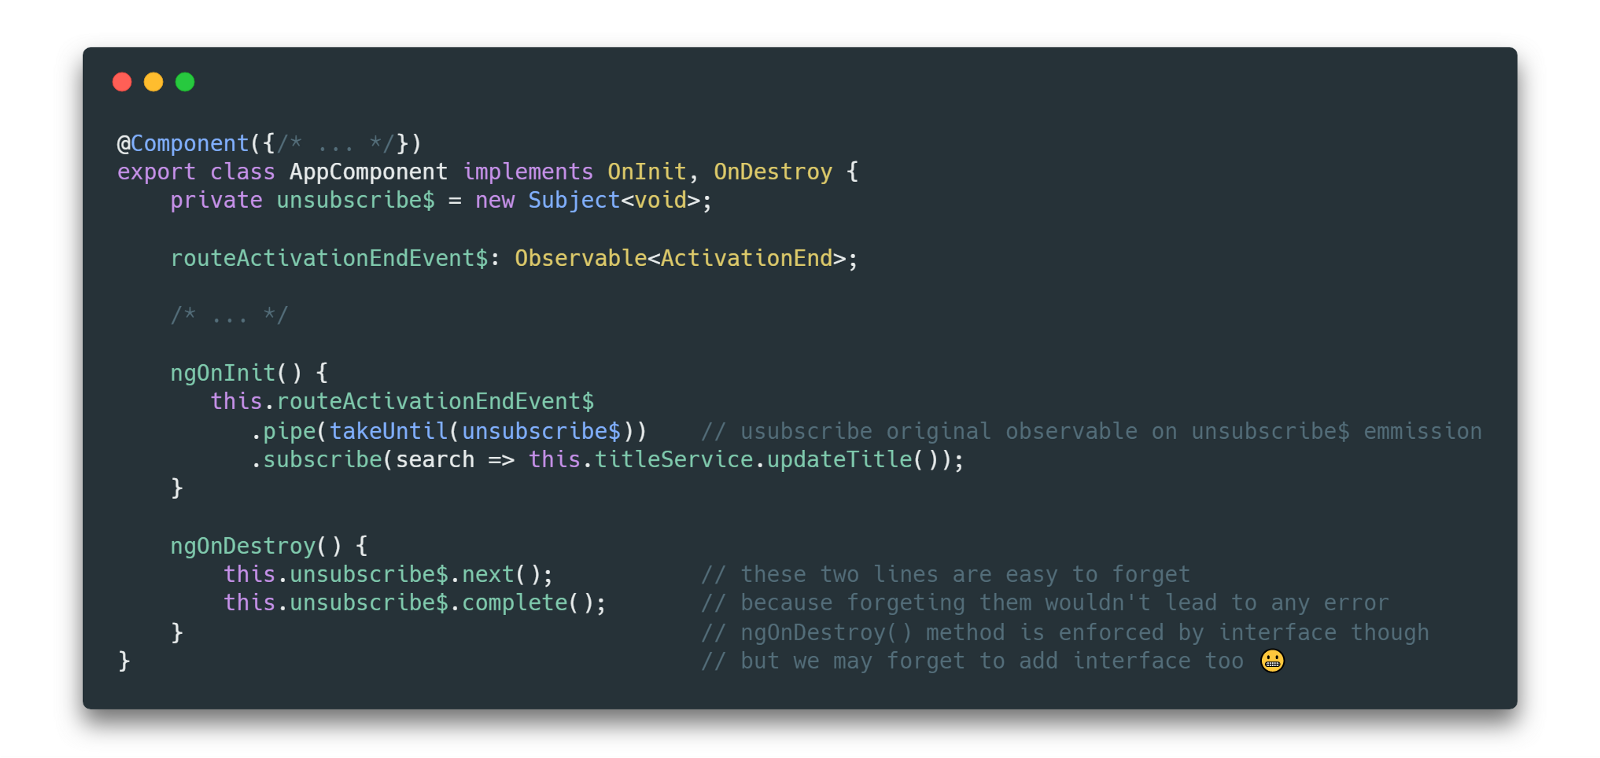 @Component({/* ... */})
export class AppComponent implements OnInit, OnDestroy {
    private unsubscribe$ = new Subject<void>;
    routeActivationEndEvent$: Observable<ActivationEnd>;
    /* ... */
    ngOnInit() {
       this.routeActivationEndEvent$
          .pipe(takeUntil(unsubscribe$))    // usubscribe original observable on unsubscribe$ emmission
          .subscribe(search => this.titleService.updateTitle());
    }
    ngOnDestroy() {
        this.unsubscribe$.next();           // these two lines are easy to forget
        this.unsubscribe$.complete();       // because forgeting them wouldn't lead to any error
    }                                       // ngOnDestroy() method is enforced by interface though
}                                           // but we may forget to add interface too 😬